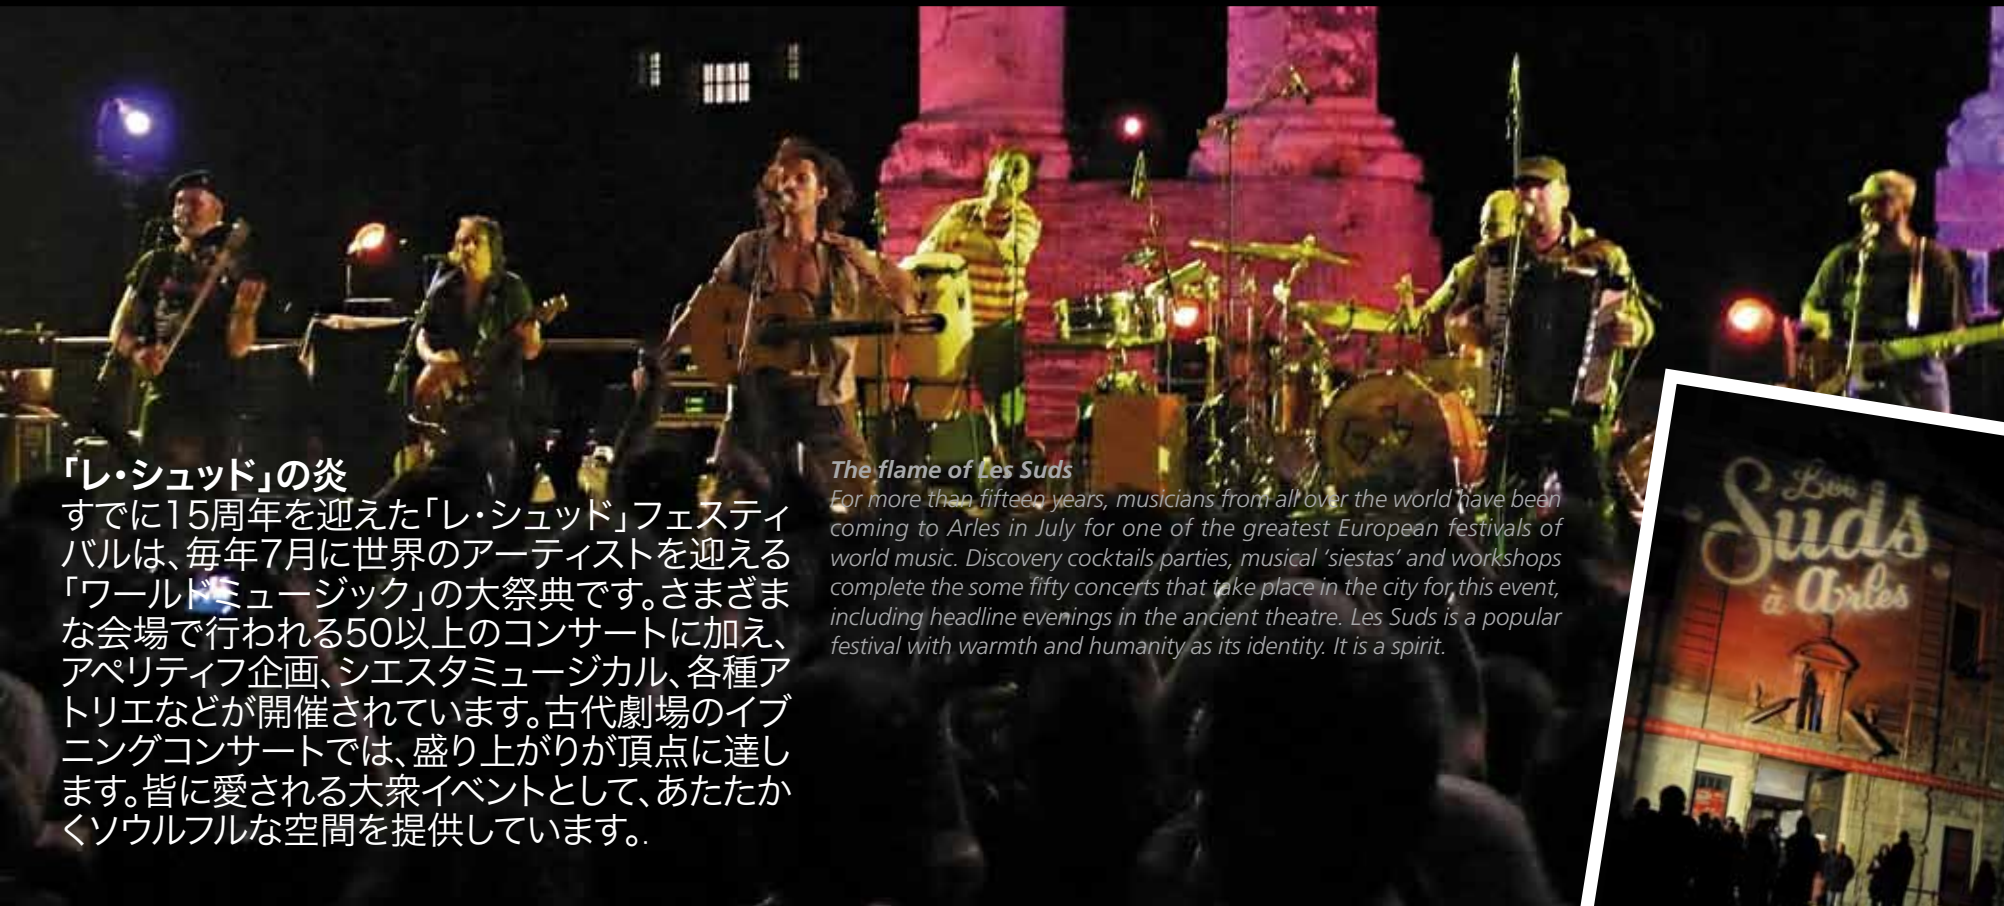 「レ・シュッド」の炎
すでに15周年を迎えた「レ・シュッド」フェスティ
バルは、毎年7月に世界のアーティストを迎える
「ワールドミュージック」の大祭典です。さまざま
な会場で行われる50以上のコンサートに加え、
アペリティフ企画、シエスタミュージカル、各種ア
トリエなどが開催されています。古代劇場のイブ
ニングコンサートでは、盛り上がりが頂点に達し
ます。皆に愛される大衆イベントとして、あたたか
くソウルフルな空間を提供しています。.
The flame of Les Suds
For more than fifteen years, musicians from all over the world have been
coming to Arles in July for one of the greatest European festivals of
world music. Discovery cocktails parties, musical ‘siestas’ and workshops
complete the some fifty concerts that take place in the city for this event,
including headline evenings in the ancient theatre. Les Suds is a popular
festival with warmth and humanity as its identity. It is a spirit.
Les
Suds
à Arles